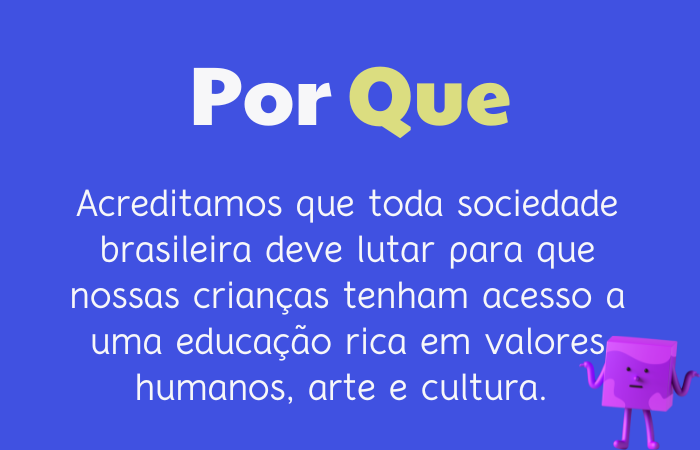 Por Que
Acreditamos que toda sociedade
brasileira deve lutar para que
nossas crianças tenham acesso a
uma educação rica em valores
humanos, arte e cultura.